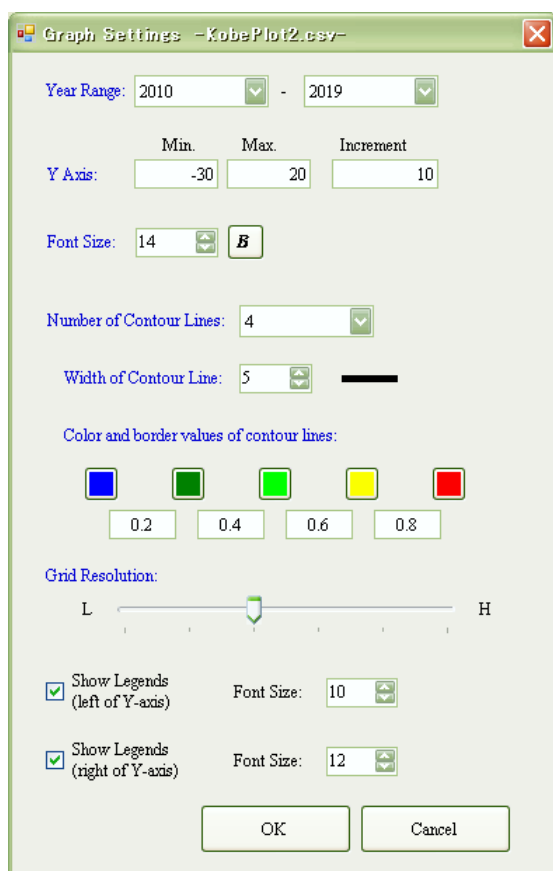 Graph Settings -KobePlot2.csv-
Year Range: 2010 - 2019
Min. Max. Increment
Y Axis: -30 20 10
Font Size: 14 B
Number of Contour Lines: 4
Width of Contour Line: 5
Color and border values of contour lines:
0.2 0.4 0.6 0.8
Grid Resolution:
L H
Show Legends
(left of Y-axis) Font Size: 10
Show Legends
(right of Y-axis) Font Size: 12
OK Cancel